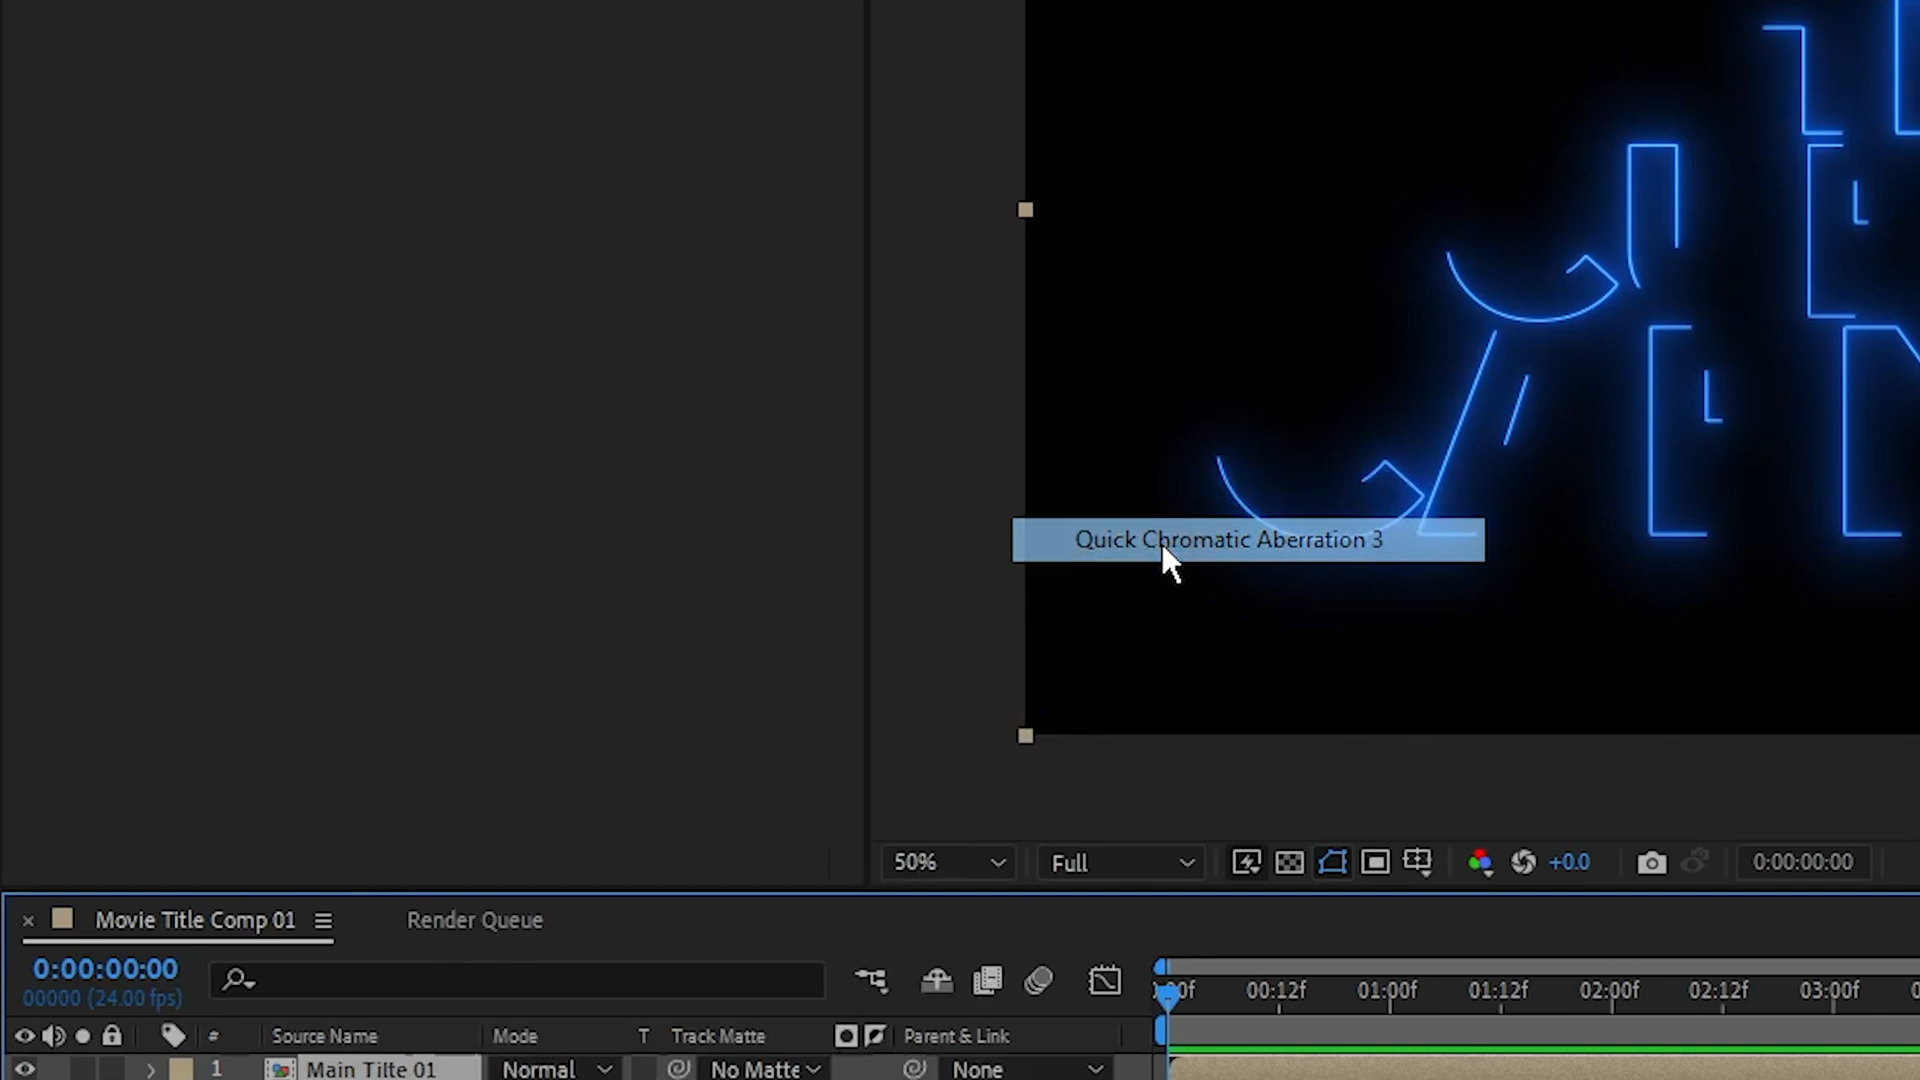 Quick Chromatic Aberration 3
50%
Full
+0.0
0:00:00:00
Movie Title Comp 01
Render Queue
0:00:00:00
00000 (24.00 fps)
00:12f
01:00f
01:12f
02:00f
02:12f
03:00f
#
Source Name
Mode
T
Track Matte
Parent & Link
1
Main Tilte 01
Normal
No Matte
None